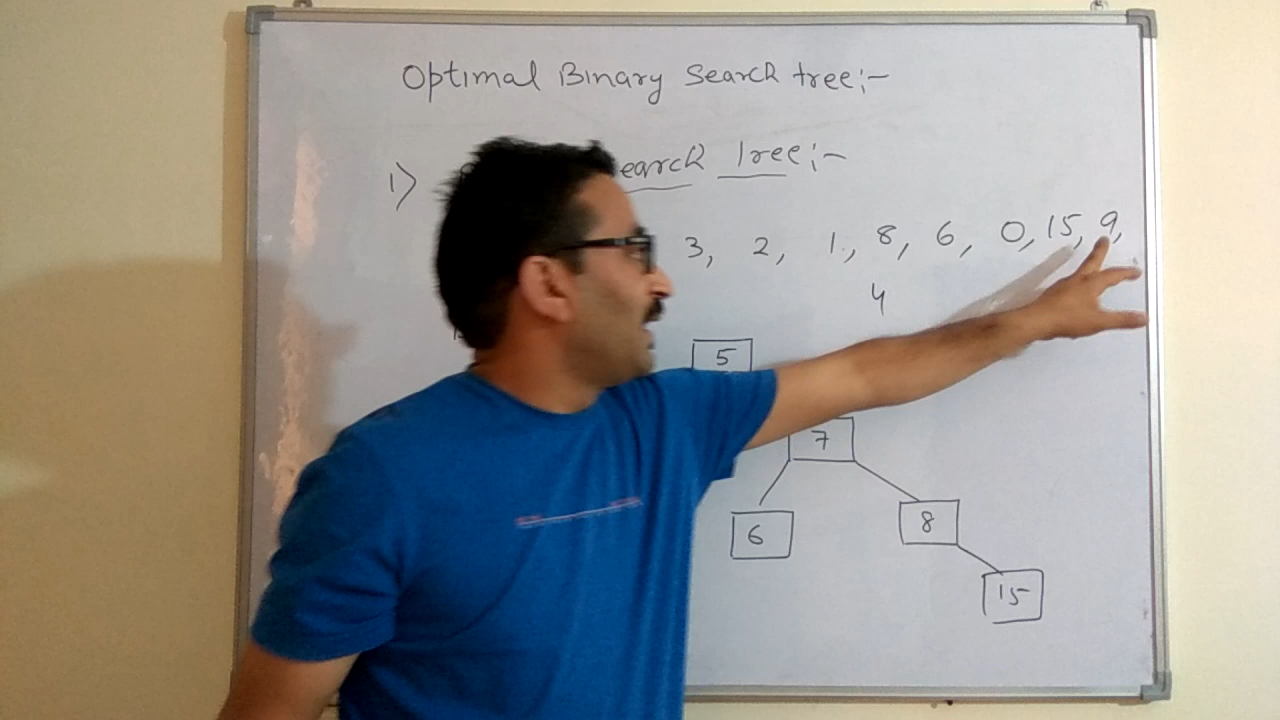 Optimal Binary Search tree:-
1) earch Tree:-
3, 2, 1, 8, 6, 0, 15, 9,
4
5
7
6 8
15